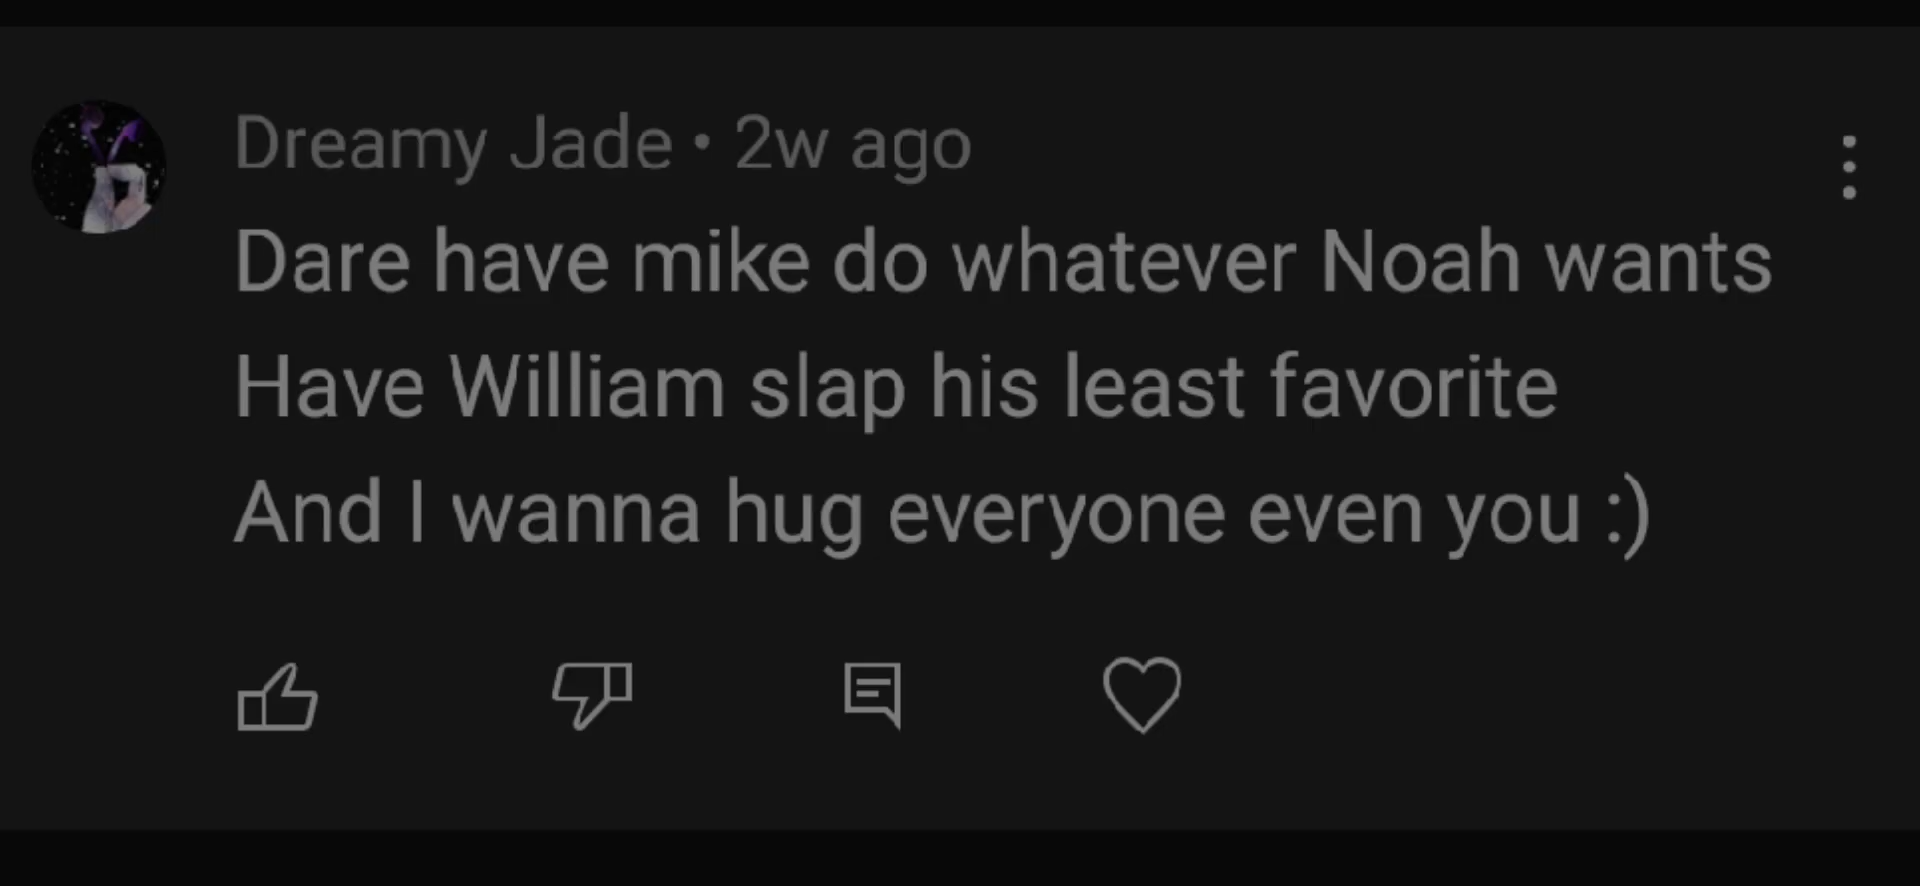 Dreamy Jade • 2w ago
Dare have mike do whatever Noah wants
Have William slap his least favorite
And I wanna hug everyone even you :)